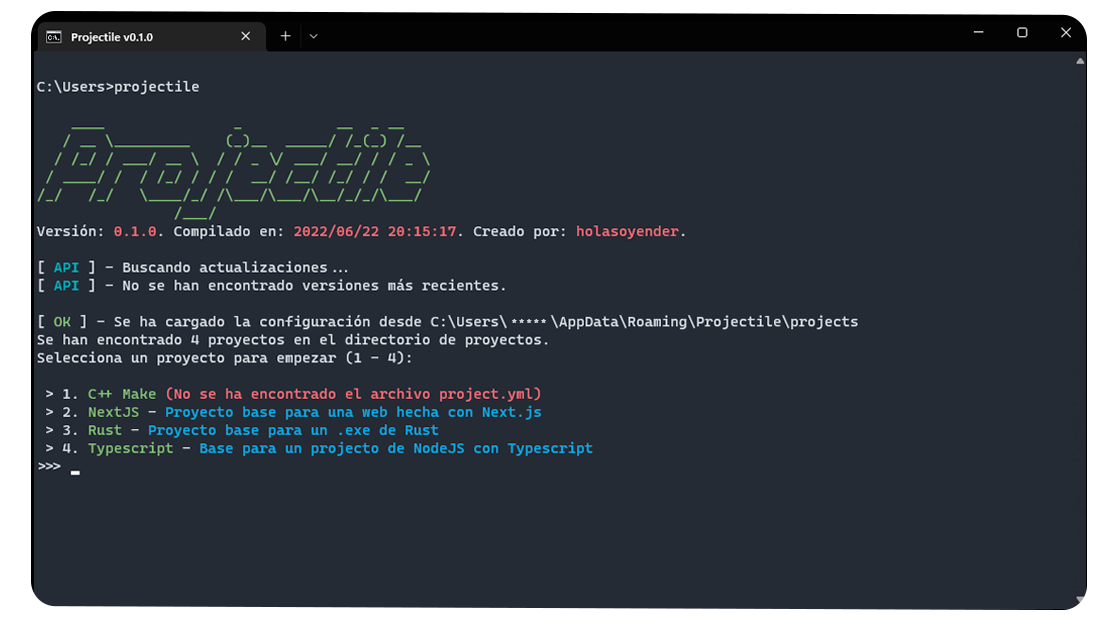 Projectile v0.1.0
C:\Users>projectile
Projectile
Versión: 0.1.0. Compilado en: 2022/06/22 20:15:17. Creado por: holasoyender.
[ API ] - Buscando actualizaciones...
[ API ] - No se han encontrado versiones más recientes.
[ OK ] - Se ha cargado la configuración desde C:\Users\*****\AppData\Roaming\Projectile\projects
Se han encontrado 4 proyectos en el directorio de proyectos.
Selecciona un proyecto para empezar (1 - 4):
> 1. C++ Make (No se ha encontrado el archivo project.yml)
> 2. NextJS - Proyecto base para una web hecha con Next.js
> 3. Rust - Proyecto base para un .exe de Rust
> 4. Typescript - Base para un projecto de NodeJS con Typescript
>>> _